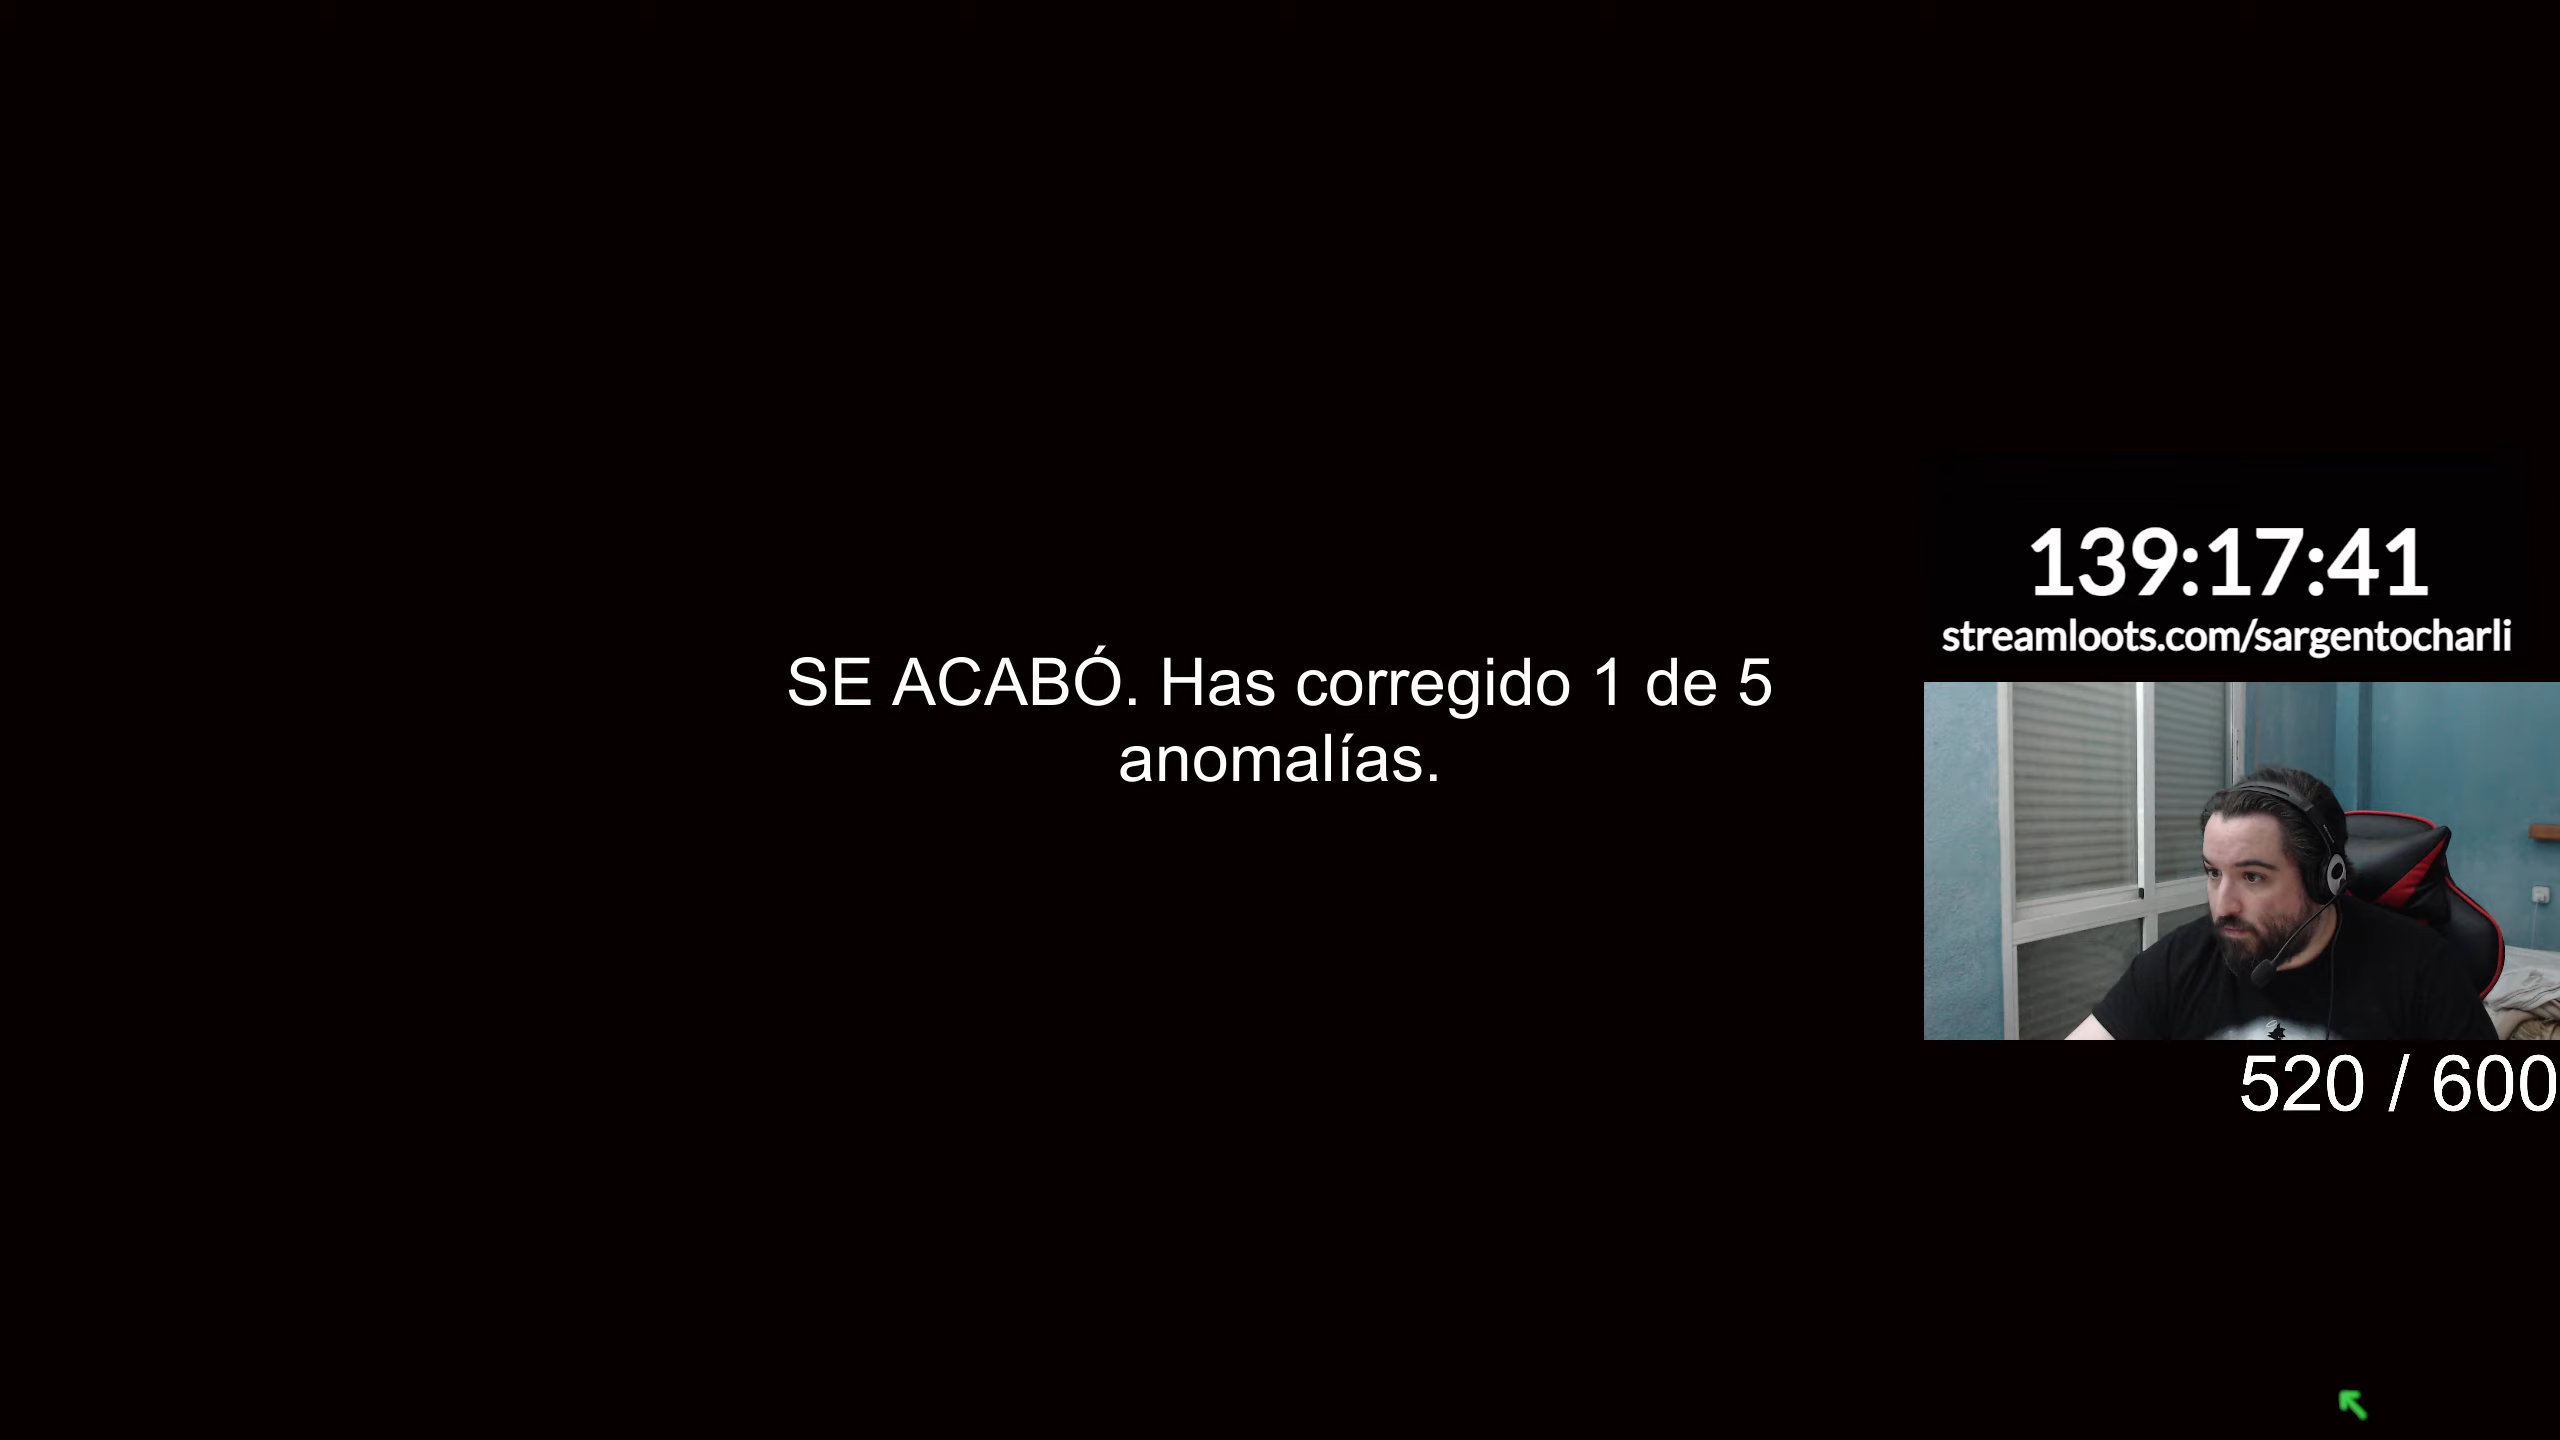 139:17:41
streamloots.com/sargentocharli
SE ACABÓ. Has corregido 1 de 5
anomalías.
520 / 600